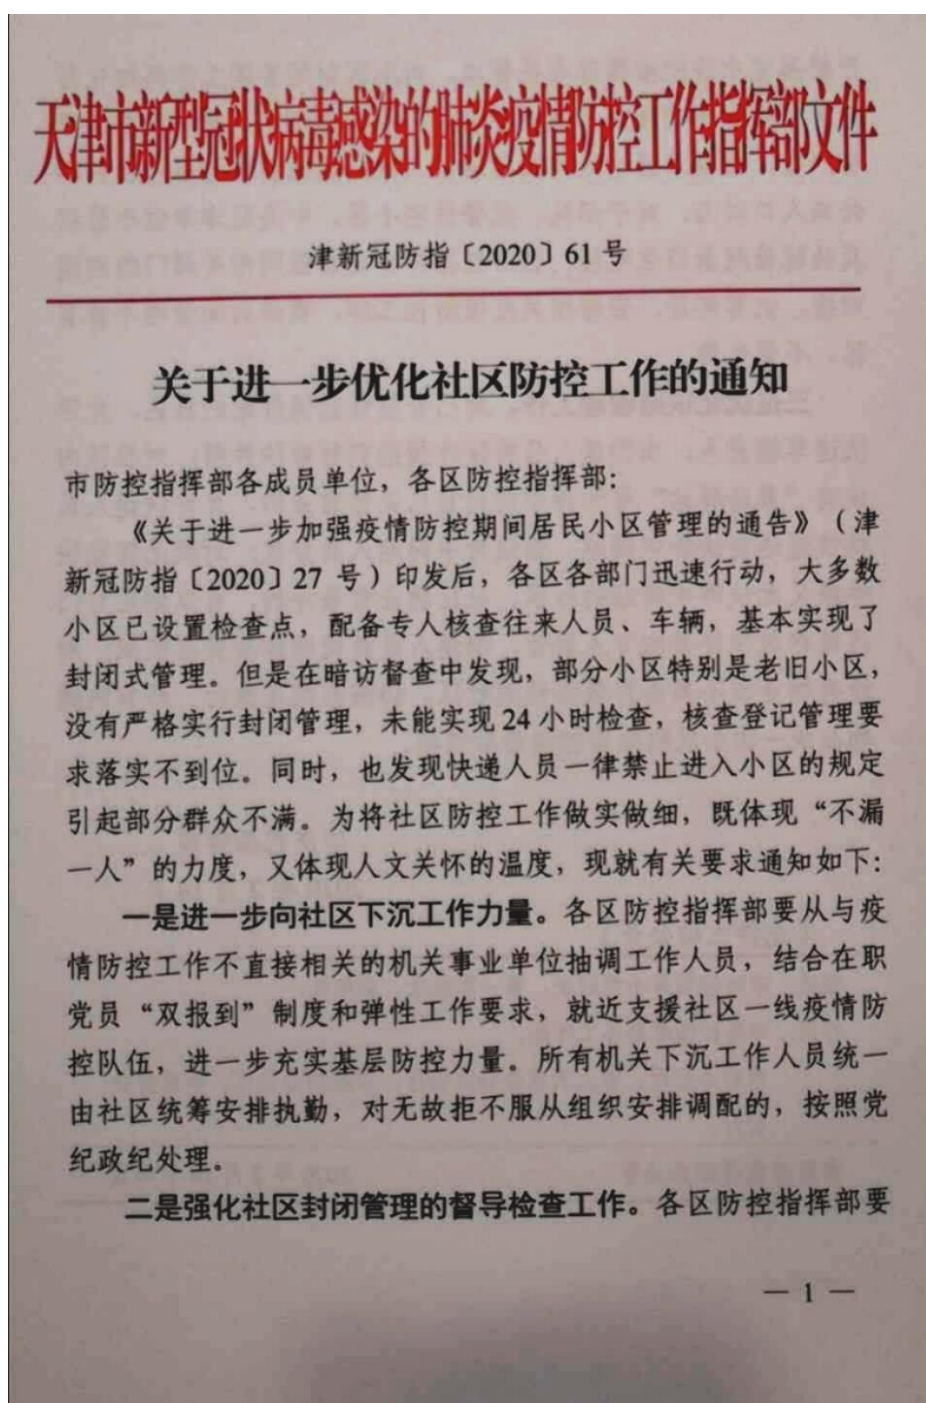 天津市新型冠状病毒感染的肺炎疫情防控工作指挥部文件
津新冠防指〔2020〕61 号
关于进一步优化社区防控工作的通知
市防控指挥部各成员单位，各区防控指挥部：
《关于进一步加强疫情防控期间居民小区管理的通告》（津
新冠防指〔2020〕27 号）印发后，各区各部门迅速行动，大多数
小区已设置检查点，配备专人核查往来人员、车辆，基本实现了
封闭式管理。但是在暗访督查中发现，部分小区特别是老旧小区，
没有严格实行封闭管理，未能实现 24 小时检查，核查登记管理要
求落实不到位。同时，也发现快递人员一律禁止进入小区的规定
引起部分群众不满。为将社区防控工作做实做细，既体现“不漏
一人”的力度，又体现人文关怀的温度，现就有关要求通知如下：
一是进一步向社区下沉工作力量。各区防控指挥部要从与疫
情防控工作不直接相关的机关事业单位抽调工作人员，结合在职
党员“双报到”制度和弹性工作要求，就近支援社区一线疫情防
控队伍，进一步充实基层防控力量。所有机关下沉工作人员统一
由社区统筹安排执勤，对无故拒不服从组织安排调配的，按照党
纪政纪处理。
二是强化社区封闭管理的督导检查工作。各区防控指挥部要
— 1 —